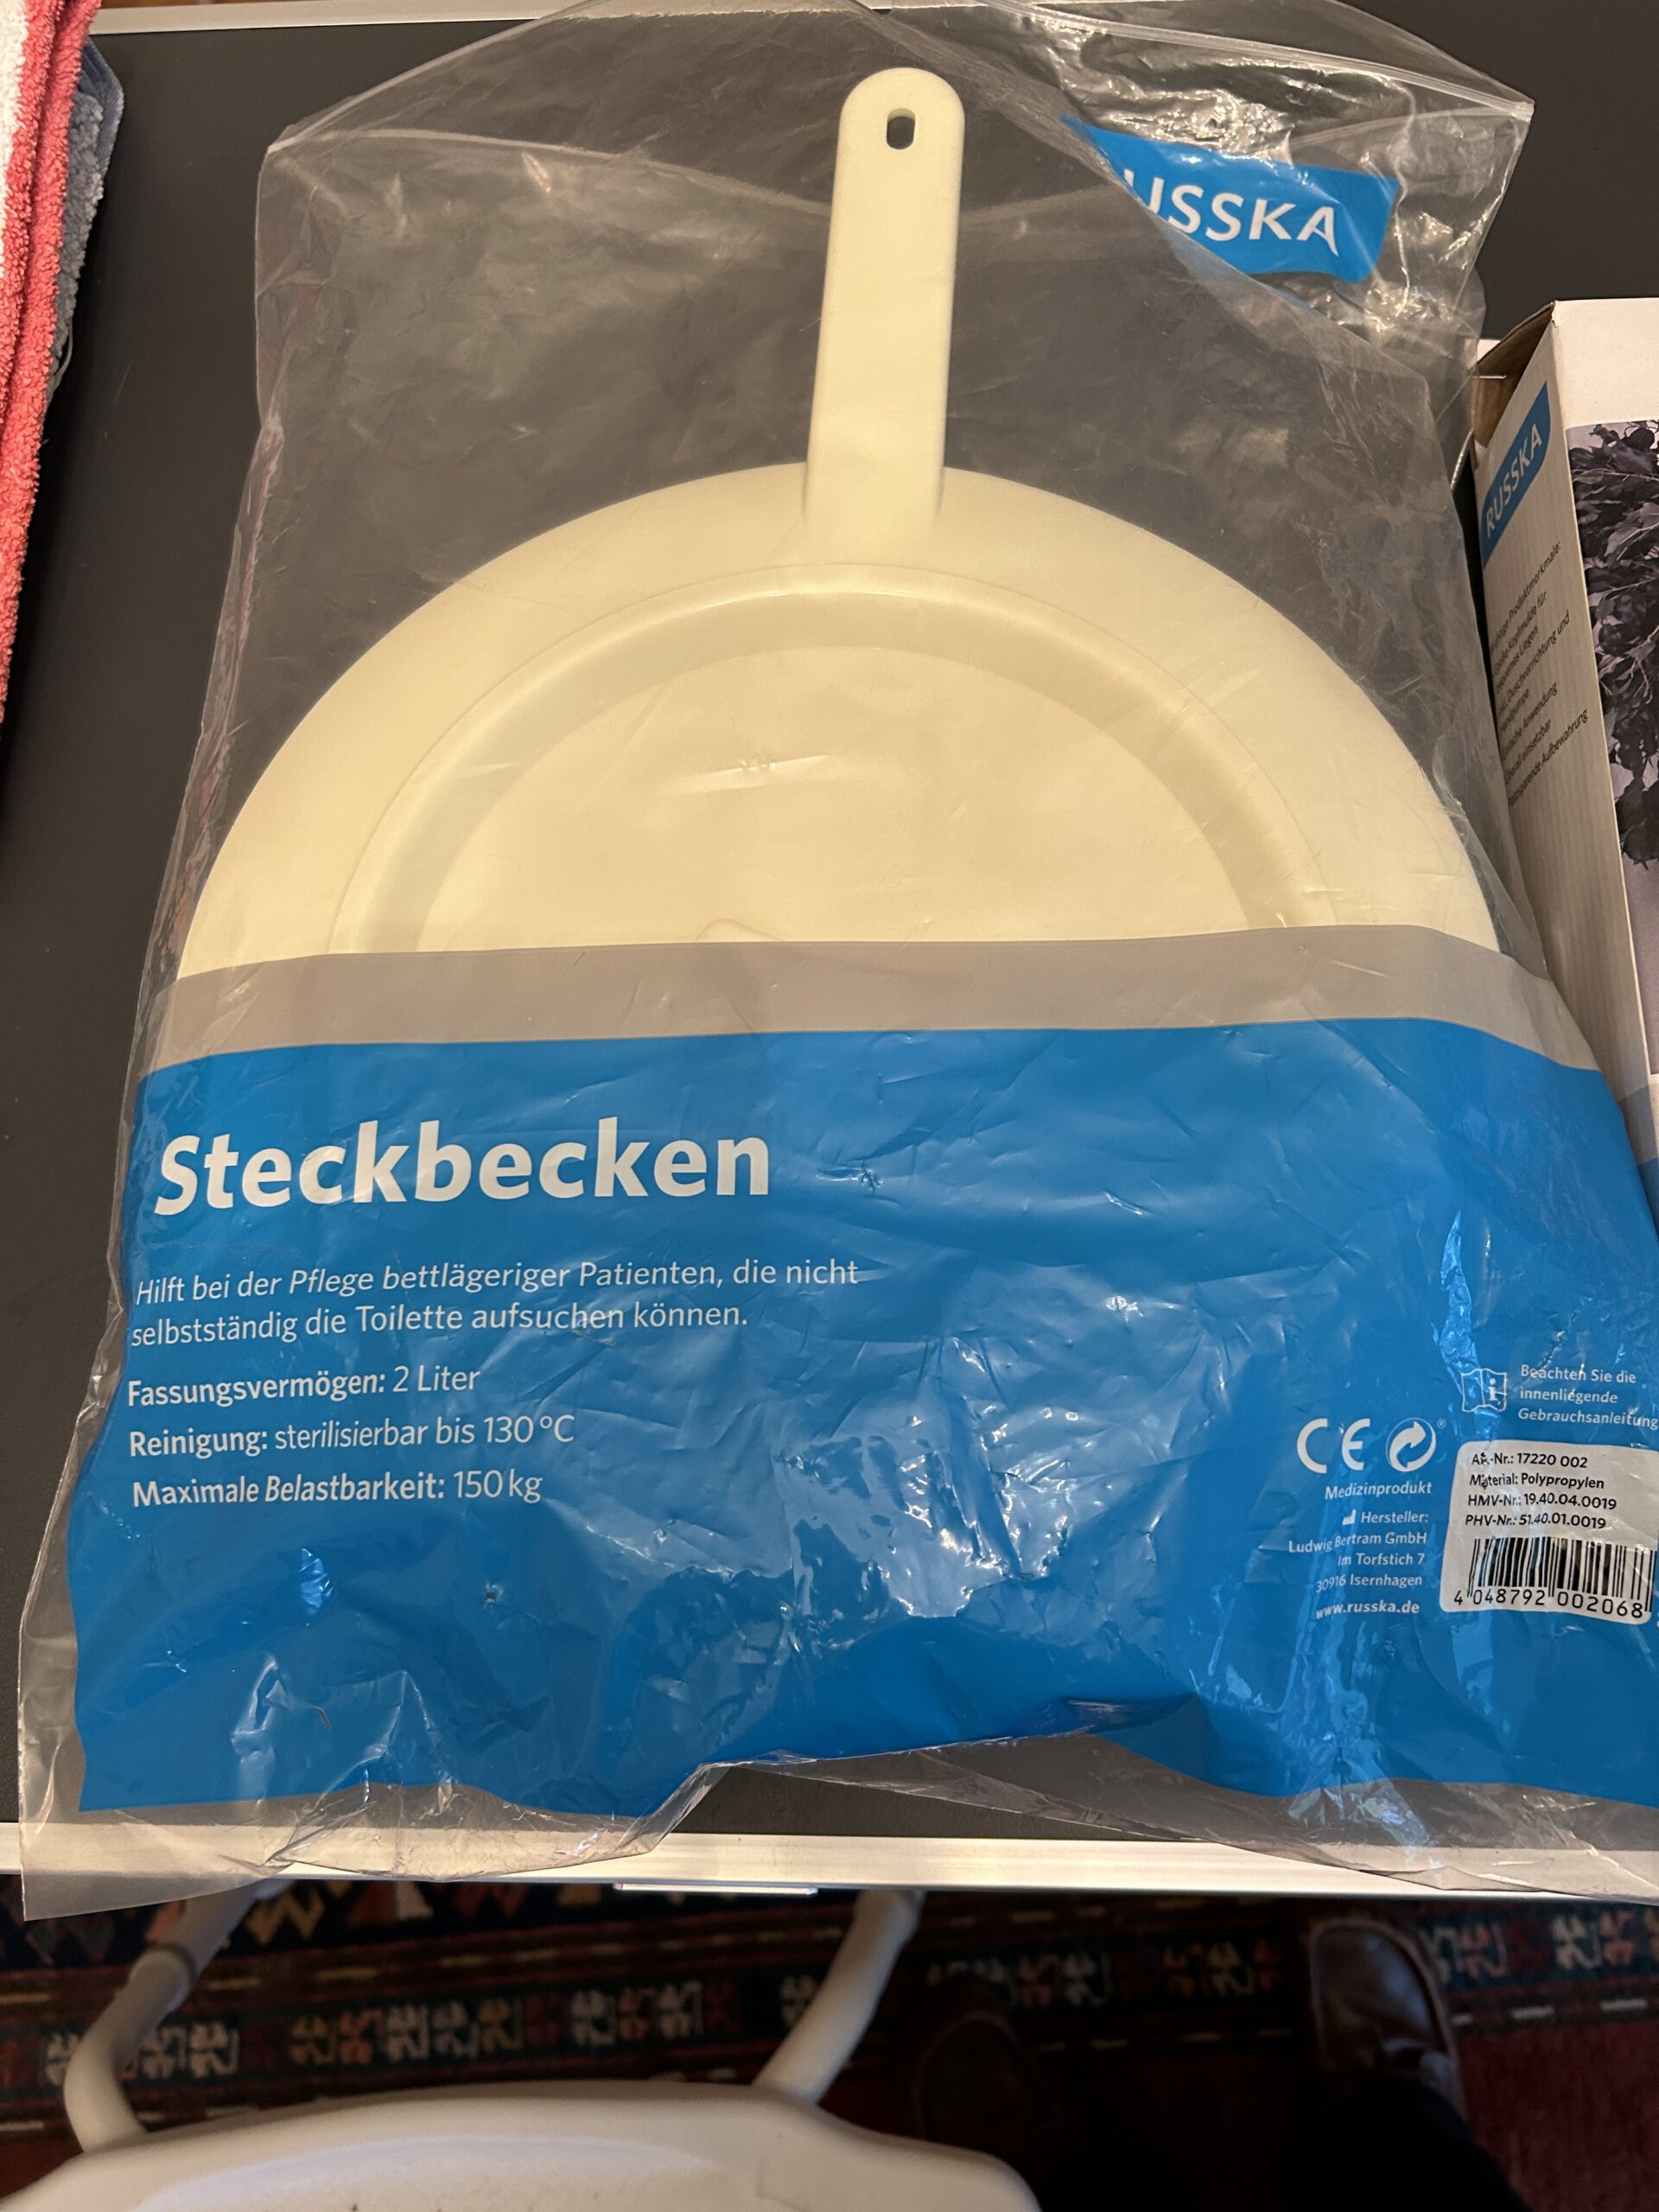 USSKA
RUSSKA
Produktmerkmale:
Steckbecken
Hilft bei der Pflege bettlägeriger Patienten, die nicht
selbstständig die Toilette aufsuchen können.
Fassungsvermögen: 2 Liter
Reinigung: sterilisierbar bis 130 °C
Maximale Belastbarkeit: 150 kg
Beachten Sie die
innenliegende
Gebrauchsanleitung
CE
Medizinprodukt
Hersteller:
Ludwig Bertram GmbH
Im Torfstich 7
30916 Isernhagen
www.russka.de
Art.-Nr.: 17220 002
Material: Polypropylen
HMV-Nr.: 19.40.04.0019
PHV-Nr.: 51.40.01.0019
4 048792 002068